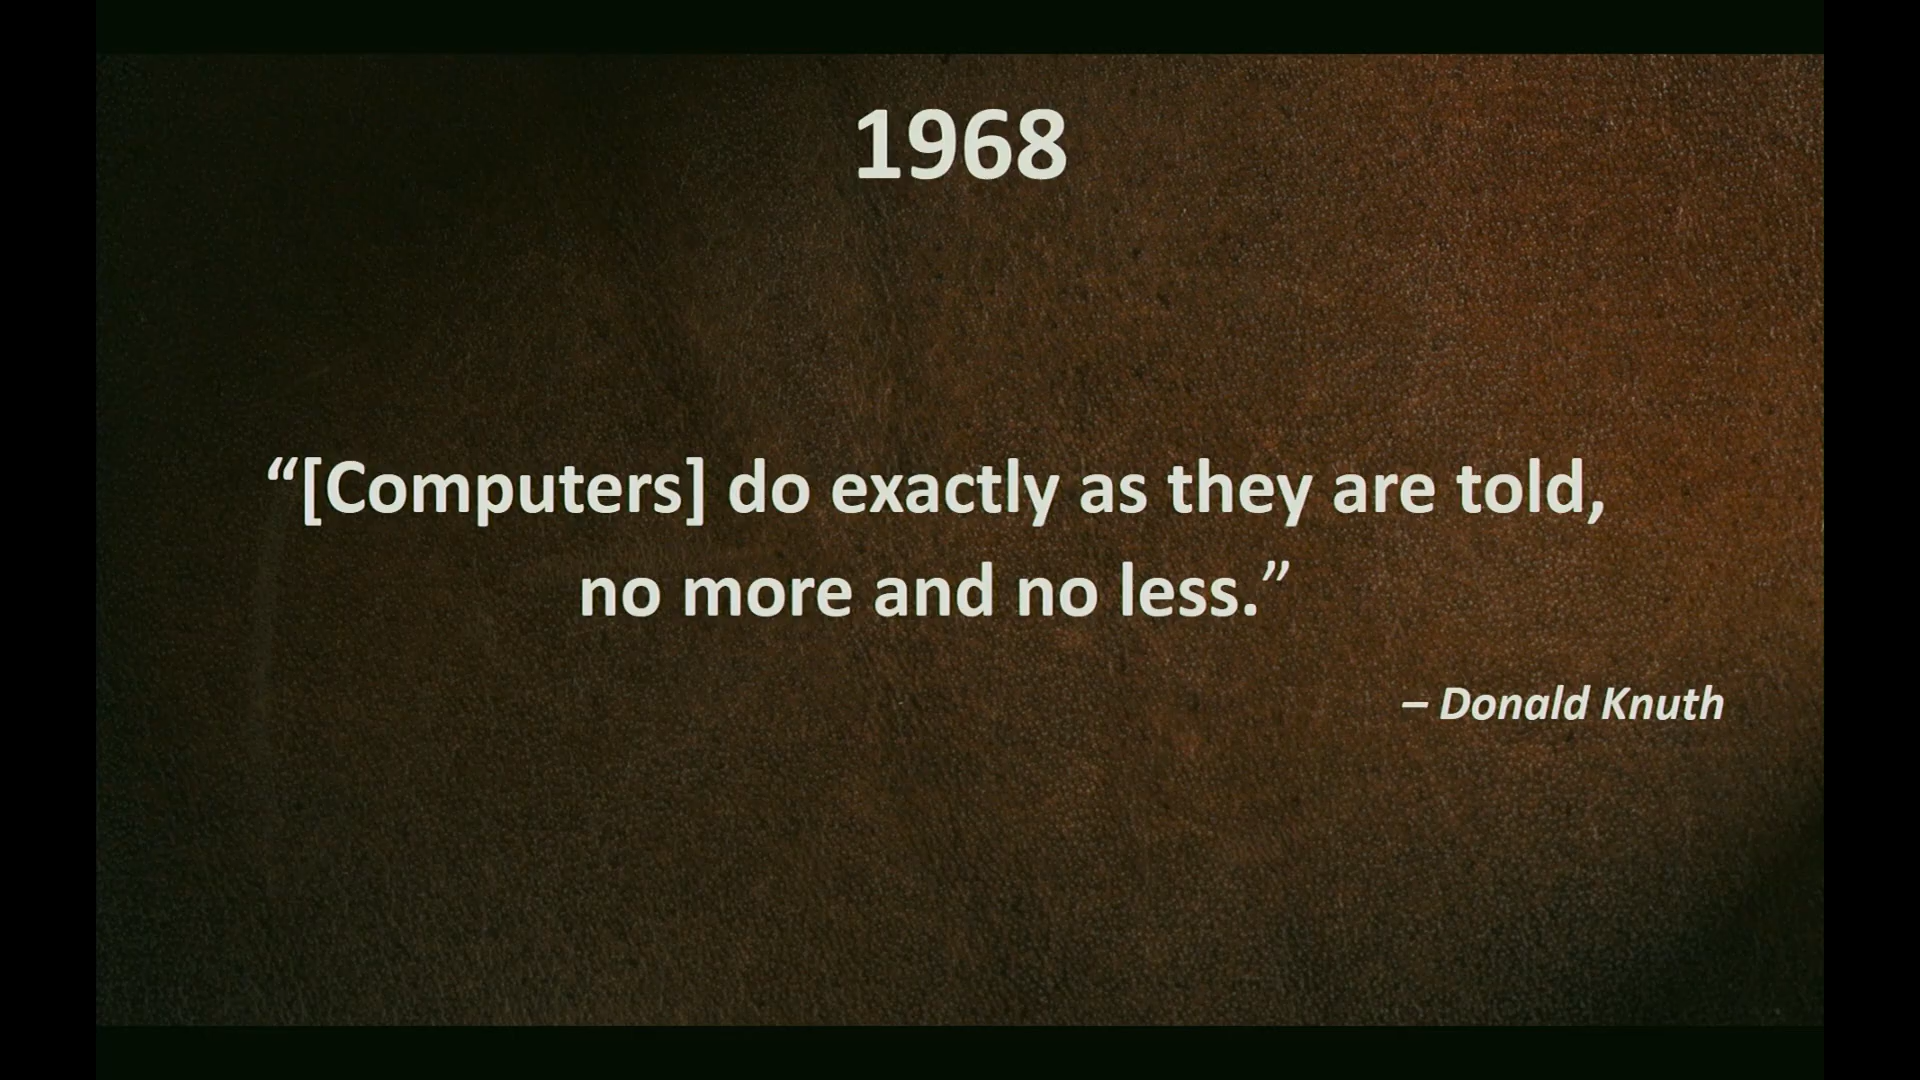 1968
“[Computers] do exactly as they are told,
no more and no less.”
– Donald Knuth